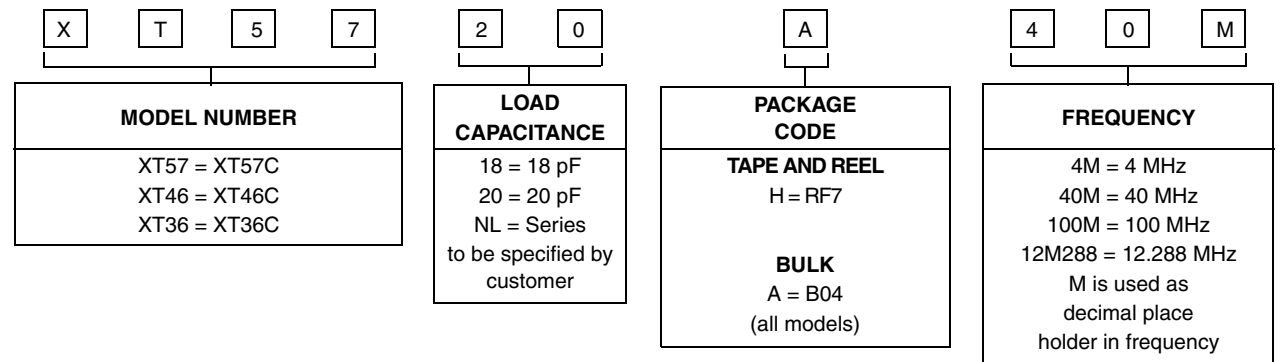 X T 5 7 2 0 A 4 0 M
MODEL NUMBER
XT57 = XT57C
XT46 = XT46C
XT36 = XT36C
LOAD
CAPACITANCE
18 = 18 pF
20 = 20 pF
NL = Series
to be specified by
customer
PACKAGE
CODE
TAPE AND REEL
H = RF7
BULK
A = B04
(all models)
FREQUENCY
4M = 4 MHz
40M = 40 MHz
100M = 100 MHz
12M288 = 12.288 MHz
M is used as
decimal place
holder in frequency